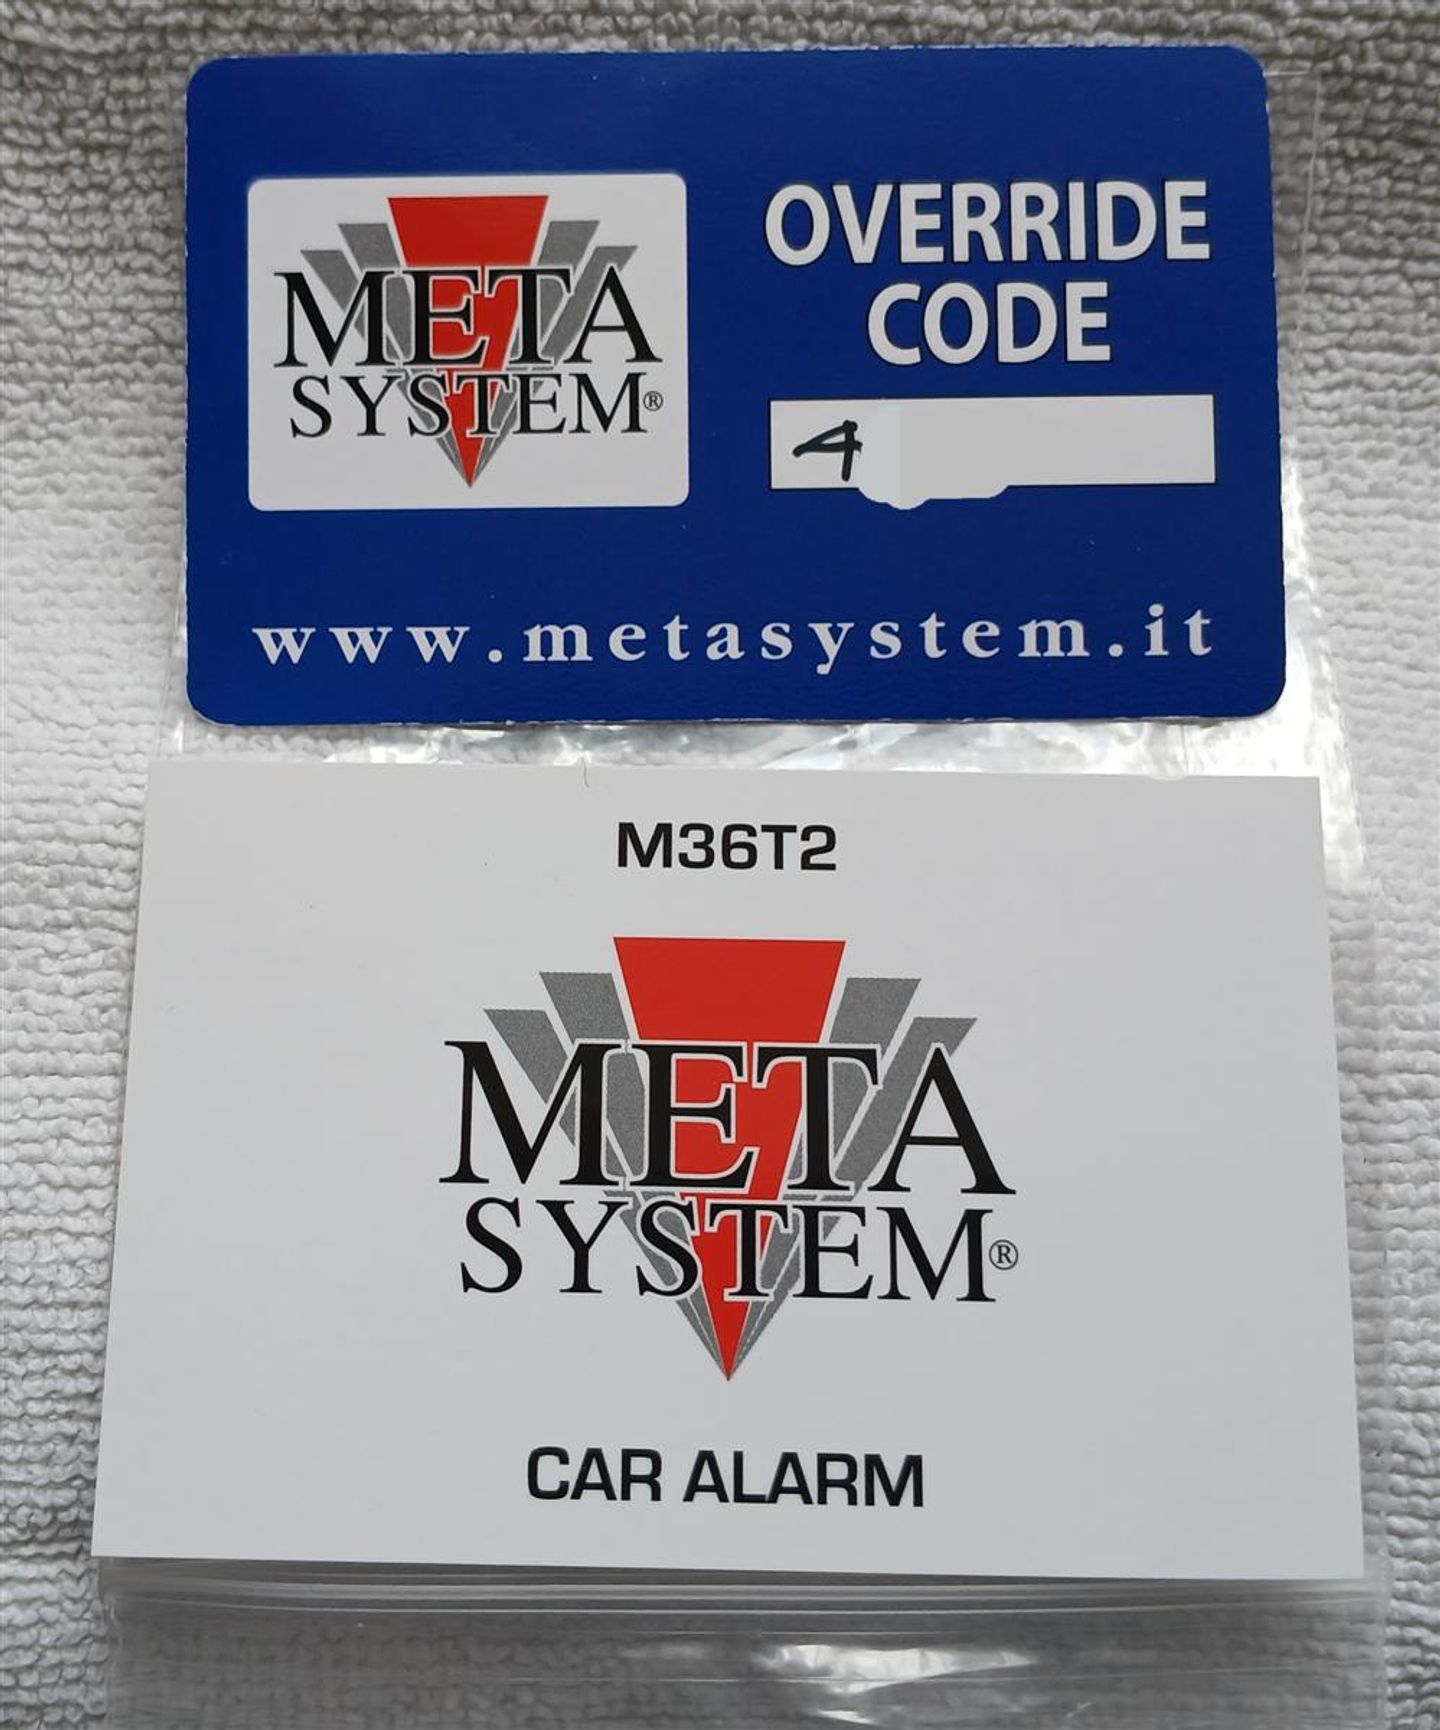 META
SYSTEM®
OVERRIDE
CODE
4
www.metasystem.it
M36T2
META
SYSTEM®
CAR ALARM